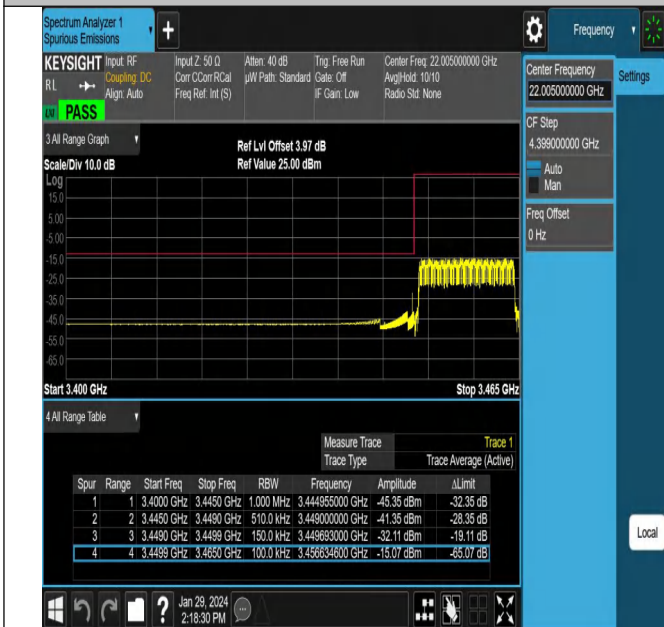 Spectrum Analyzer 1
Spurious Emissions
+
Frequency
KEYSIGHT Input: RF Input Z: 50 Ω Atten: 40 dB Trig: Free Run Center Freq: 22.005000000 GHz
RL Coupling: DC Corr CCorr RCal µW Path: Standard Gate: Off Avg|Hold: 10/10
Align: Auto Freq Ref: Int (S) IF Gain: Low Radio Std: None
PASS
Center Frequency
22.005000000 GHz
Settings
CF Step
4.399000000 GHz
Auto
Man
Freq Offset
0 Hz
3 All Range Graph
Ref Lvl Offset 3.97 dB
Scale/Div 10.0 dB Ref Value 25.00 dBm
Log
15.0
5.00
-5.00
-15.0
-25.0
-35.0
-45.0
-55.0
-65.0
Start 3.400 GHz Stop 3.465 GHz
4 All Range Table
Measure Trace Trace 1
Trace Type Trace Average (Active)
Spur Range Start Freq Stop Freq RBW Frequency Amplitude ΔLimit
1 1 3.4000 GHz 3.4450 GHz 1.000 MHz 3.444955000 GHz -45.35 dBm -32.35 dB
2 2 3.4450 GHz 3.4490 GHz 510.0 kHz 3.449000000 GHz -41.35 dBm -28.35 dB
3 3 3.4490 GHz 3.4499 GHz 150.0 kHz 3.449693000 GHz -32.11 dBm -19.11 dB
4 4 3.4499 GHz 3.4650 GHz 100.0 kHz 3.456634600 GHz -15.07 dBm -65.07 dB
Local
?
Jan 29, 2024
2:18:30 PM